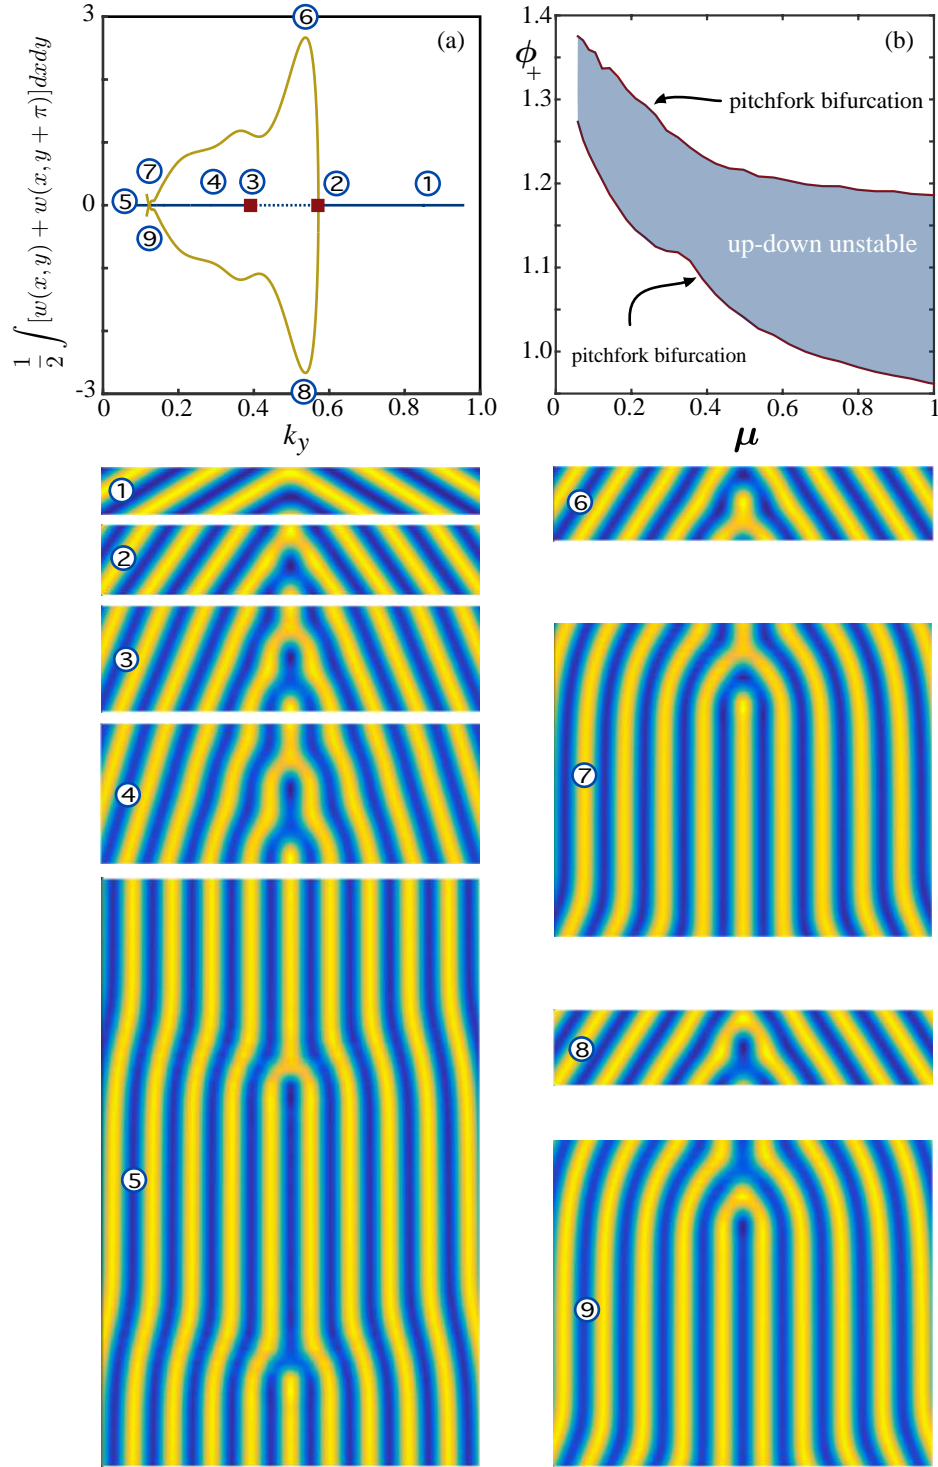 3
(a)
0
-3
0
0.2
0.4
0.6
0.8
1.0
k_y
\frac{1}{2} \int [w(x, y) + w(x, y + \pi)] dxdy
① ② ③ ④ ⑤ ⑥ ⑦ ⑧ ⑨
1.4
(b)
ϕ_+
1.3
1.2
1.1
1.0
0
0.2
0.4
0.6
0.8
1
μ
pitchfork bifurcation
up-down unstable
pitchfork bifurcation
①
②
③
④
⑤
⑥
⑦
⑧
⑨